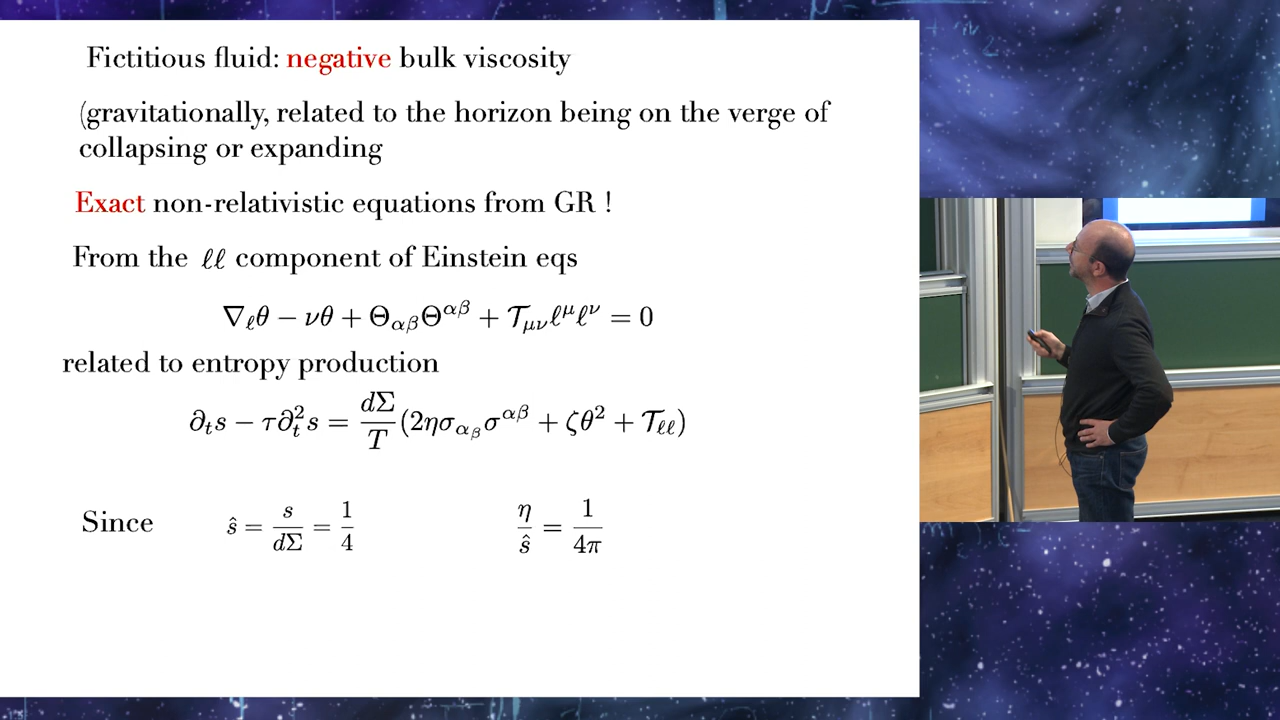 Fictitious fluid: negative bulk viscosity
(gravitationally, related to the horizon being on the verge of
collapsing or expanding
Exact non-relativistic equations from GR !
From the ℓℓ component of Einstein eqs
∇_ℓθ − νθ + Θ_{αβ}Θ^{αβ} + 𝒯_{μν}ℓ^μℓ^ν = 0
related to entropy production
∂_t s − τ∂_t^2 s = dΣ/T (2ησ_{αβ}σ^{αβ} + ζθ^2 + 𝒯_{ℓℓ})
Since ŝ = s/dΣ = 1/4 η/ŝ = 1/4π